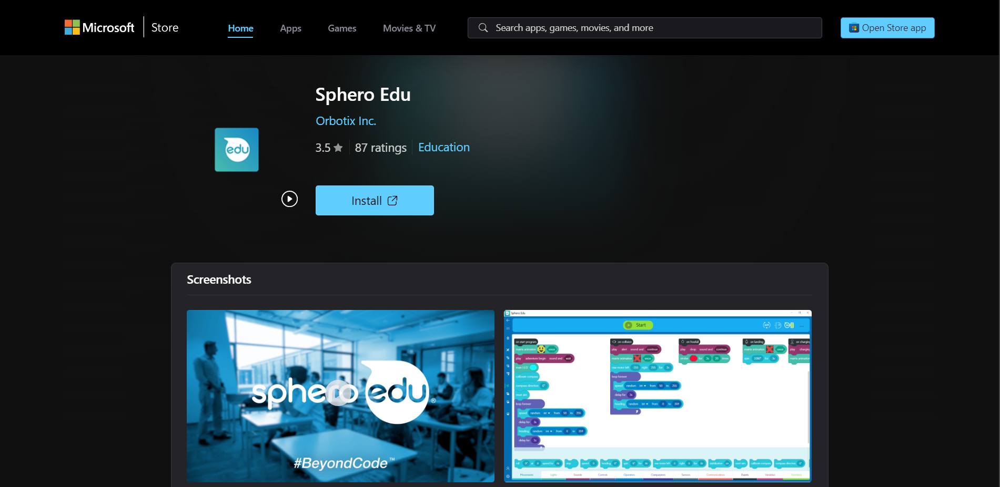 Microsoft Store Home Apps Games Movies & TV Search apps, games, movies, and more Open Store app
Sphero Edu
Orbotix Inc.
3.5 87 ratings Education
edu
Install
Screenshots
sphero edu®
#BeyondCode™
Sphero Edu
Start
on start program
matrix animation once
play adventure begin sound and wait
main LED
calibrate compass
compass direction 0°
reset aim
loop forever
speed random int from 50 to 255
delay for 3s
heading random int from 0 to 359
delay for 1s
on collision
play alert sound and continue
matrix animation once
raw motor left -255 right 255 for 2s
loop forever
speed random int from 50 to 255
delay for 3s
heading random int from 0 to 359
on freefall
play drop sound and continue
strobe for 2s 20 times
on landing
matrix animation once
spin 1080° for 3s
on charging
play charging
matrix animation
roll 0° at 0 speed for 0s stop speed 0 heading 0° spin 0° for 0s raw motor left 0 right 0 for 0s stabilization on reset aim calibrate compass compass direction 0°
Movements Lights Sounds Controls Operators Comparators Sensors Communications Events Variables Functions